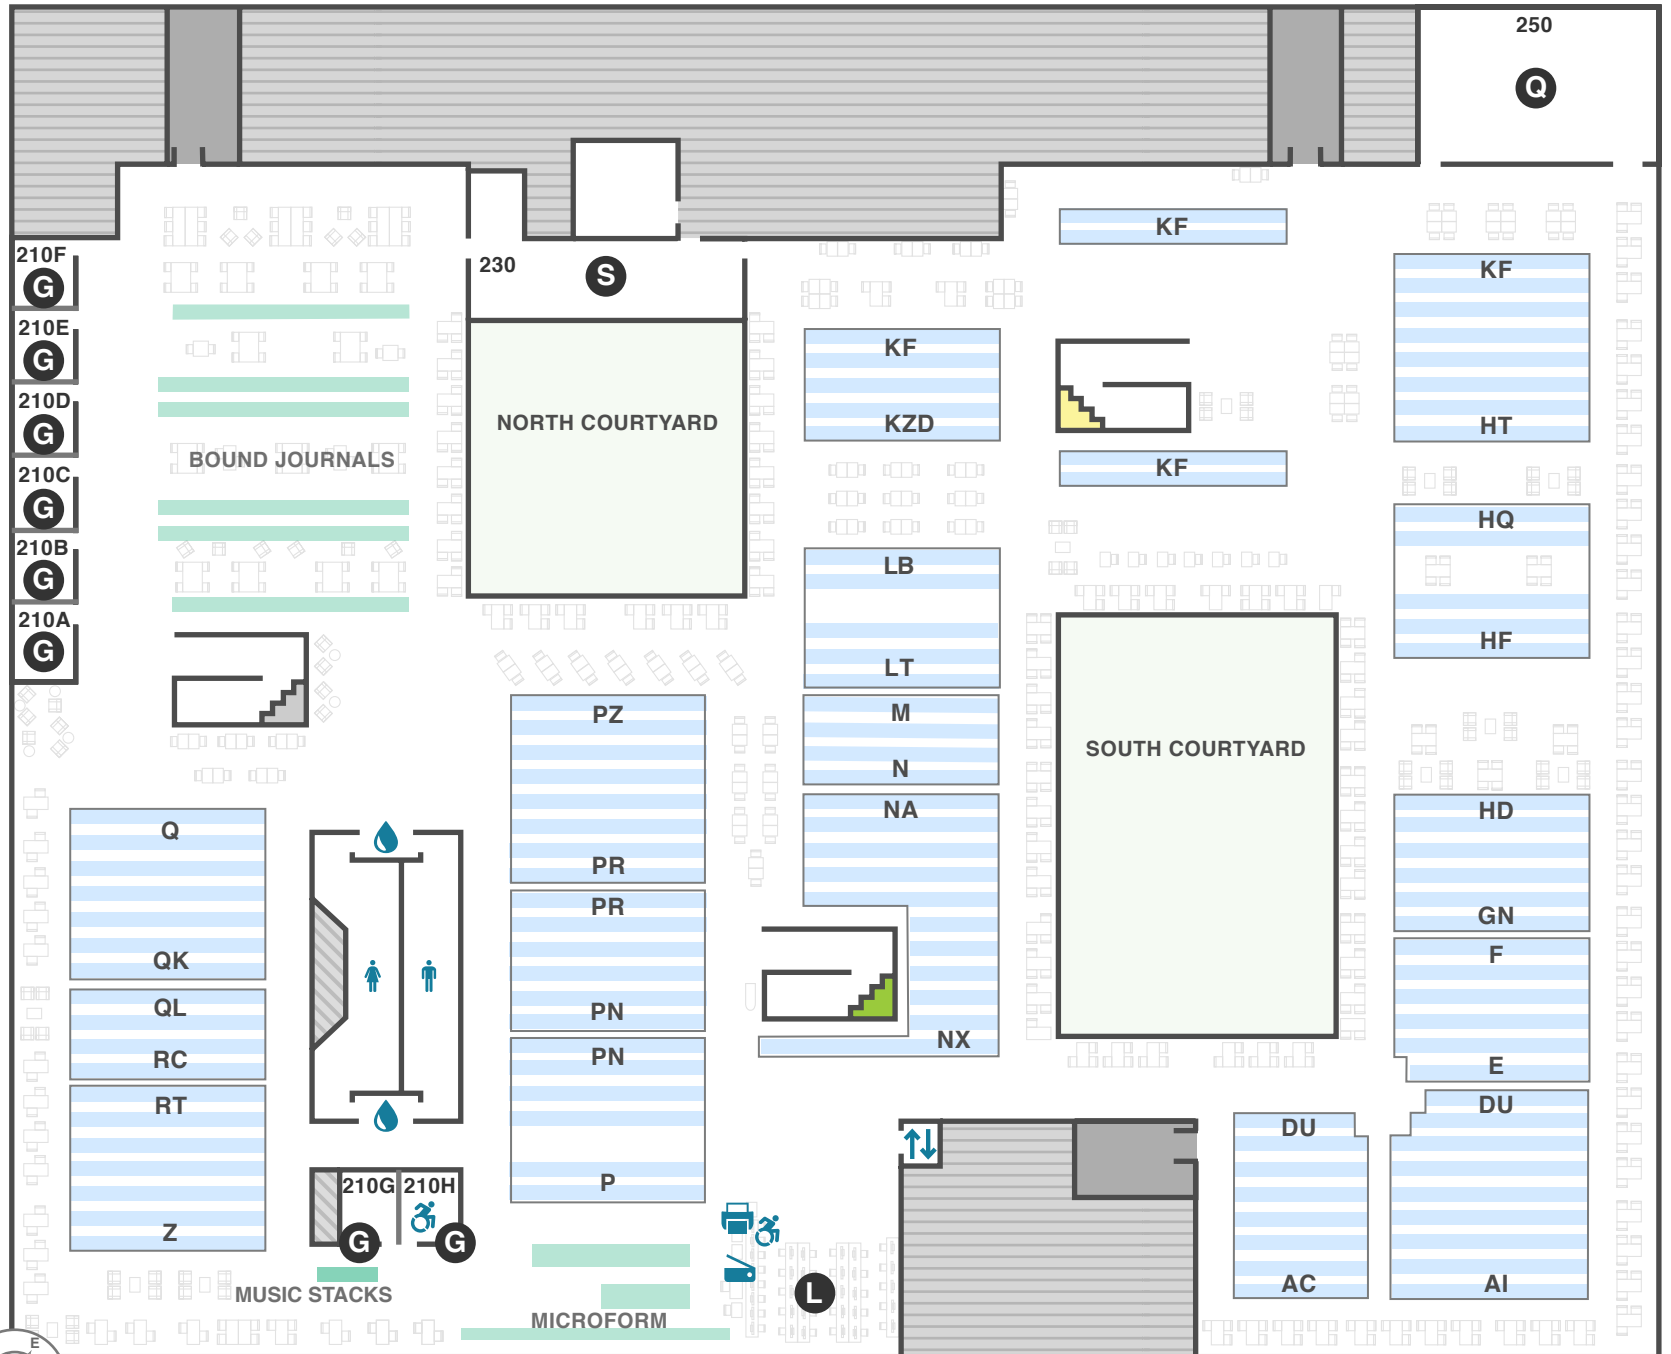 250
Q
KF
210F
G
230
S
KF
210E
G
KF
NORTH COURTYARD
KZD
HT
210D
G
BOUND JOURNALS
KF
210C
G
HQ
210B
G
LB
210A
G
HF
LT
PZ
M
SOUTH COURTYARD
N
NA
HD
Q
PR
PR
GN
QK
F
QL
PN
NX
RC
PN
E
RT
DU
DU
210G
210H
P
Z
G
G
AC
AI
MUSIC STACKS
L
MICROFORM
E